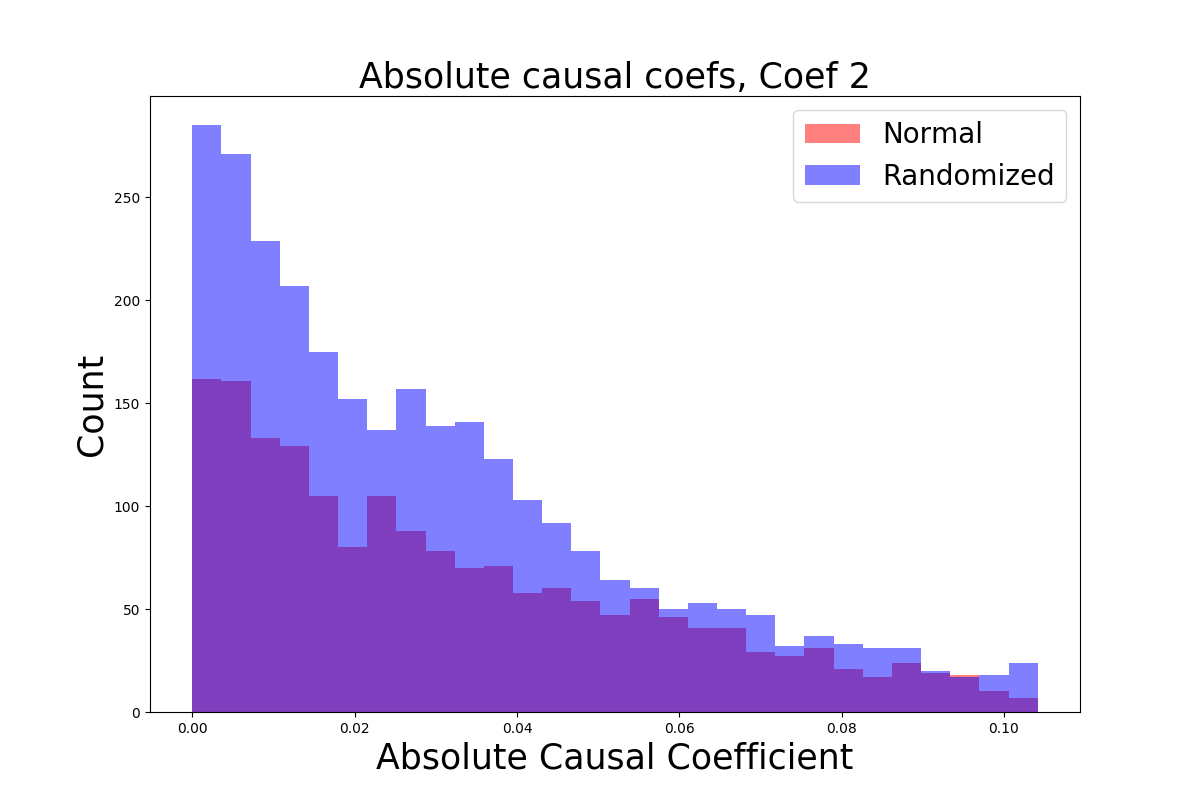 Absolute causal coefs, Coef 2
Normal
Randomized
Count
250
200
150
100
50
0
0.00 0.02 0.04 0.06 0.08 0.10
Absolute Causal Coefficient